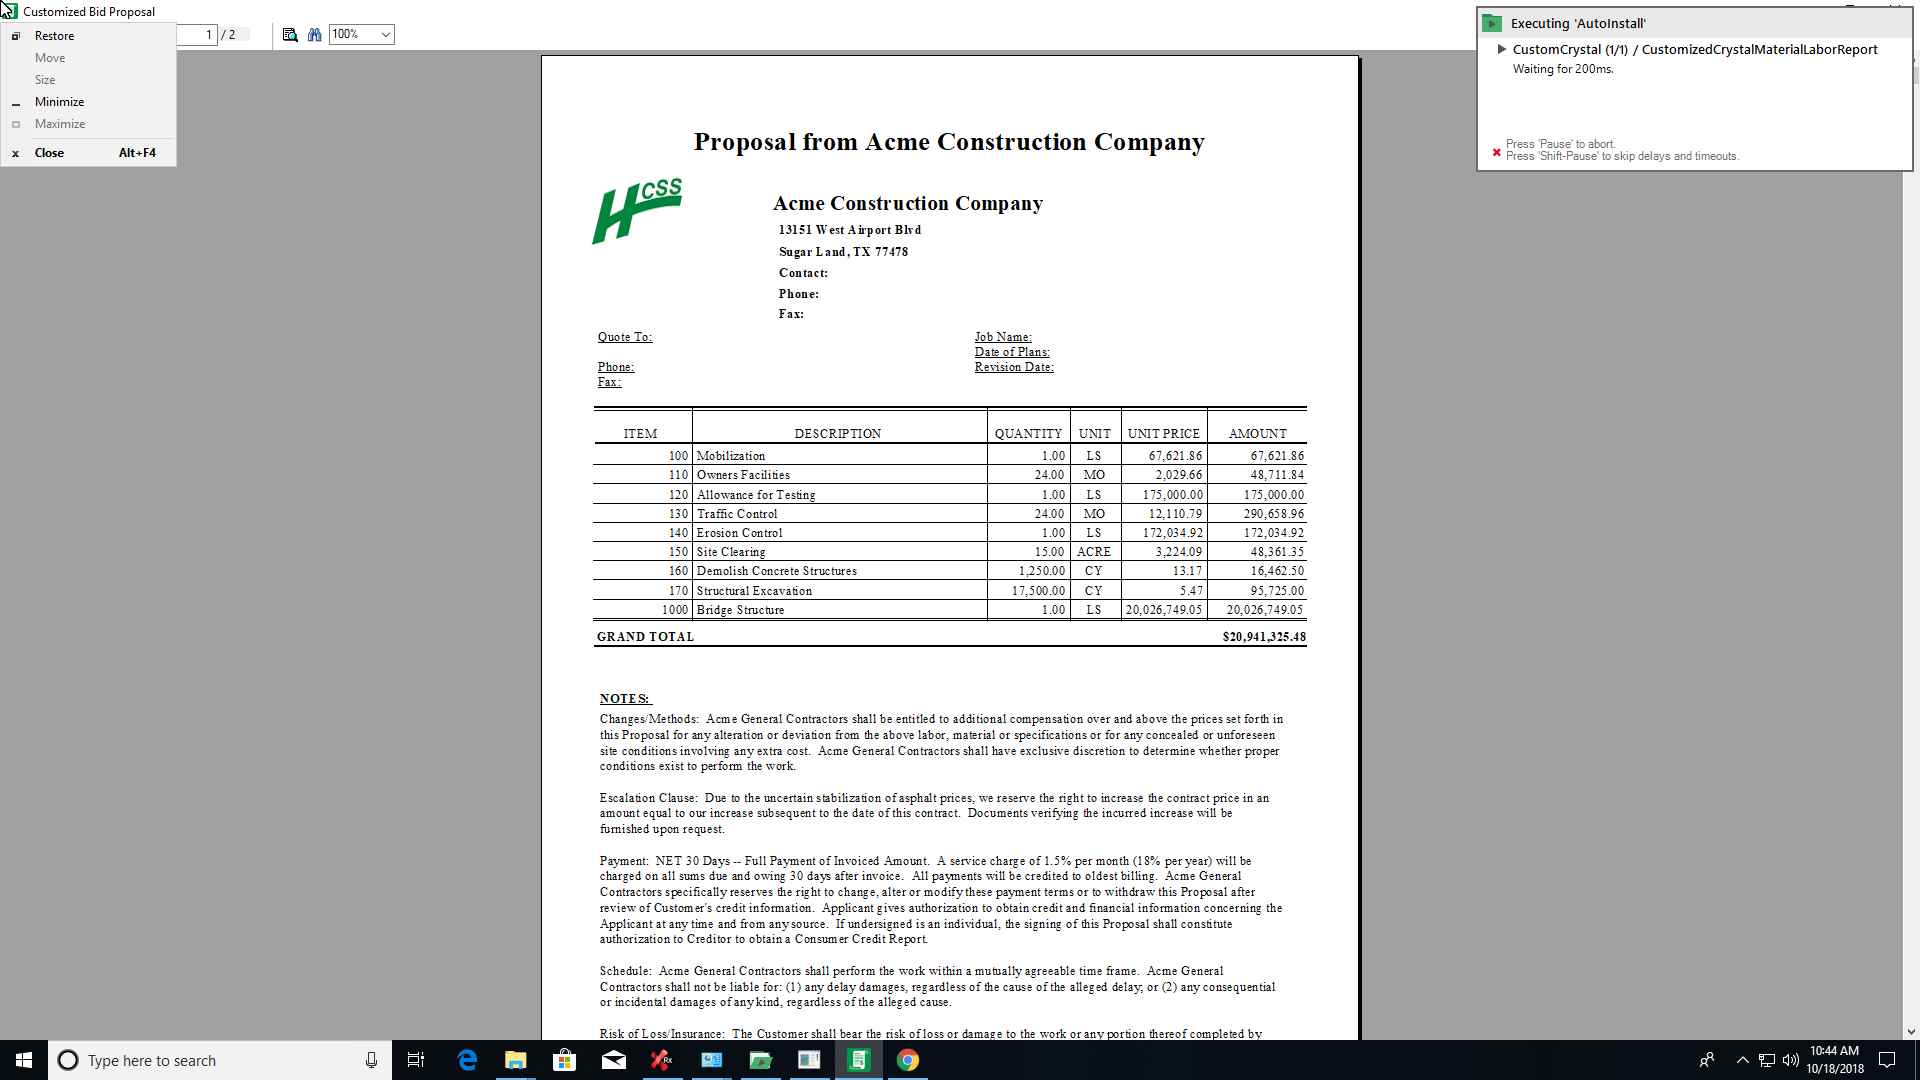 Customized Bid Proposal
Restore
Move
Size
Minimize
Maximize
Close Alt+F4
1 / 2
100%
Executing 'AutoInstall'
CustomCrystal (1/1) / CustomizedCrystalMaterialLaborReport
Waiting for 200ms.
Press 'Pause' to abort.
Press 'Shift-Pause' to skip delays and timeouts.
Proposal from Acme Construction Company
HCSS
Acme Construction Company
13151 West Airport Blvd
Sugar Land, TX 77478
Contact:
Phone:
Fax:
Quote To: Job Name:
Date of Plans:
Phone: Revision Date:
Fax:
ITEM DESCRIPTION QUANTITY UNIT UNIT PRICE AMOUNT
100 Mobilization 1.00 LS 67,621.86 67,621.86
110 Owners Facilities 24.00 MO 2,029.66 48,711.84
120 Allowance for Testing 1.00 LS 175,000.00 175,000.00
130 Traffic Control 24.00 MO 12,110.79 290,658.96
140 Erosion Control 1.00 LS 172,034.92 172,034.92
150 Site Clearing 15.00 ACRE 3,224.09 48,361.35
160 Demolish Concrete Structures 1,250.00 CY 13.17 16,462.50
170 Structural Excavation 17,500.00 CY 5.47 95,725.00
1000 Bridge Structure 1.00 LS 20,026,749.05 20,026,749.05
GRAND TOTAL $20,941,325.48
NOTES:
Changes/Methods: Acme General Contractors shall be entitled to additional compensation over and above the prices set forth in
this Proposal for any alteration or deviation from the above labor, material or specifications or for any concealed or unforeseen
site conditions involving any extra cost. Acme General Contractors shall have exclusive discretion to determine whether proper
conditions exist to perform the work.
Escalation Clause: Due to the uncertain stabilization of asphalt prices, we reserve the right to increase the contract price in an
amount equal to our increase subsequent to the date of this contract. Documents verifying the incurred increase will be
furnished upon request.
Payment: NET 30 Days -- Full Payment of Invoiced Amount. A service charge of 1.5% per month (18% per year) will be
charged on all sums due and owing 30 days after invoice. All payments will be credited to oldest billing. Acme General
Contractors specifically reserves the right to change, alter or modify these payment terms or to withdraw this Proposal after
review of Customer's credit information. Applicant gives authorization to obtain credit and financial information concerning the
Applicant at any time and from any source. If undersigned is an individual, the signing of this Proposal shall constitute
authorization to Creditor to obtain a Consumer Credit Report.
Schedule: Acme General Contractors shall perform the work within a mutually agreeable time frame. Acme General
Contractors shall not be liable for: (1) any delay damages, regardless of the cause of the alleged delay; or (2) any consequential
or incidental damages of any kind, regardless of the alleged cause.
Risk of Loss/Insurance: The Customer shall bear the risk of loss or damage to the work or any portion thereof completed by
Type here to search
10:44 AM
10/18/2018